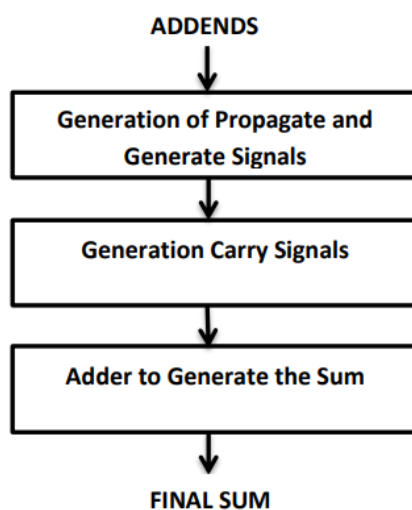 ADDENDS
Generation of Propagate and
Generate Signals
Generation Carry Signals
Adder to Generate the Sum
FINAL SUM